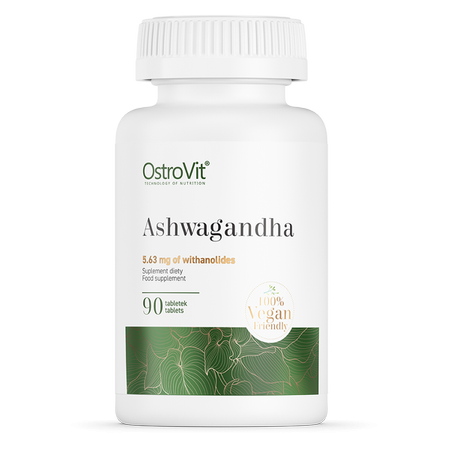 OstroVit®
TECHNOLOGY OF NUTRITION
Ashwagandha
5.63 mg of withanolides
Suplement diety
Food supplement
90 tabletek
tablets
100%
Vegan
Friendly